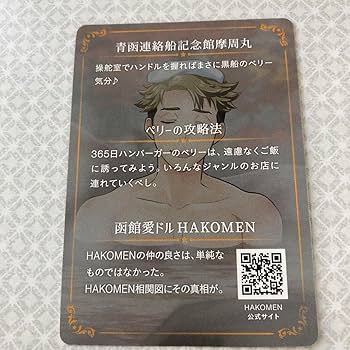 青函連絡船記念館摩周丸
操舵室でハンドルを握ればまさに黒船のペリー
気分♪
ペリーの攻略法
365日ハンバーガーのペリーは、遠慮なくご飯
に誘ってみよう。いろんなジャンルのお店に
連れていくべし。
函館愛ドル HAKOMEN
HAKOMENの仲の良さは、単純な
ものではなかった。
HAKOMEN相関図にその真相が。
HAKOMEN
公式サイト